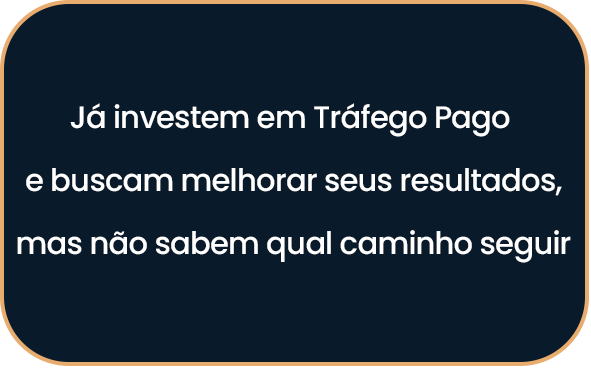 Já investem em Tráfego Pago
e buscam melhorar seus resultados,
mas não sabem qual caminho seguir